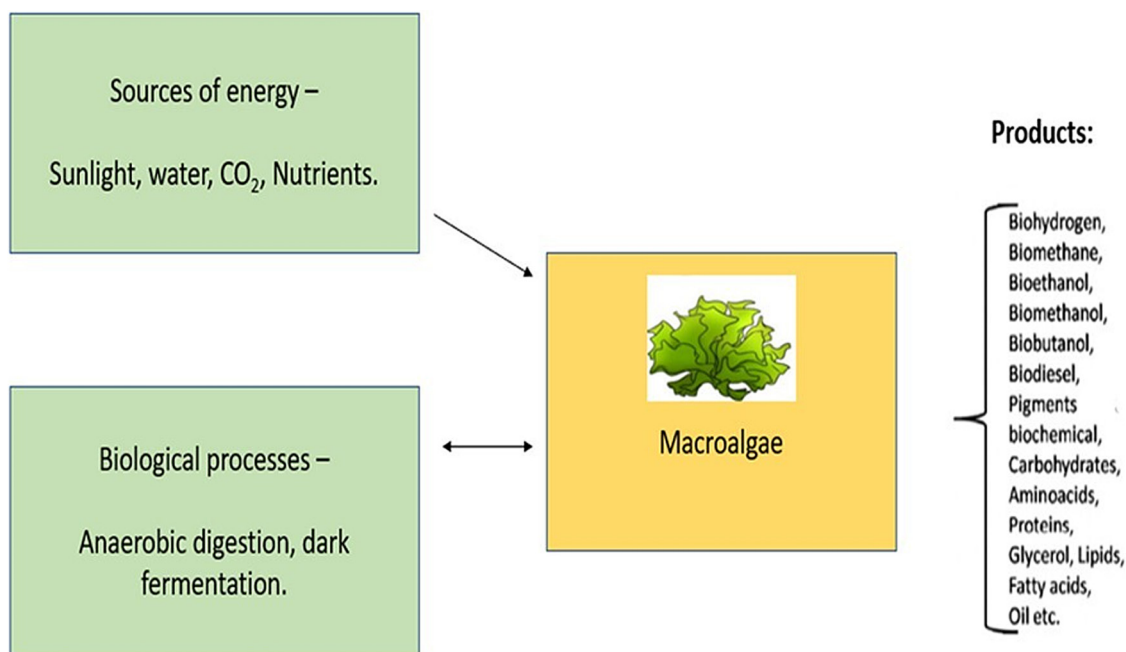 Sources of energy –
Sunlight, water, CO₂, Nutrients.
Biological processes –
Anaerobic digestion, dark
fermentation.
Macroalgae
Products:
Biohydrogen,
Biomethane,
Bioethanol,
Biomethanol,
Biobutanol,
Biodiesel,
Pigments
biochemical,
Carbohydrates,
Aminoacids,
Proteins,
Glycerol, Lipids,
Fatty acids,
Oil etc.